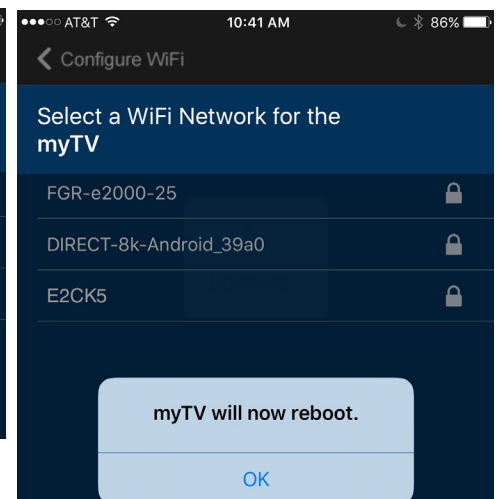 AT&T 10:41 AM 86%
Configure WiFi
Select a WiFi Network for the
myTV
FGR-e2000-25
DIRECT-8k-Android_39a0
E2CK5
myTV will now reboot.
OK